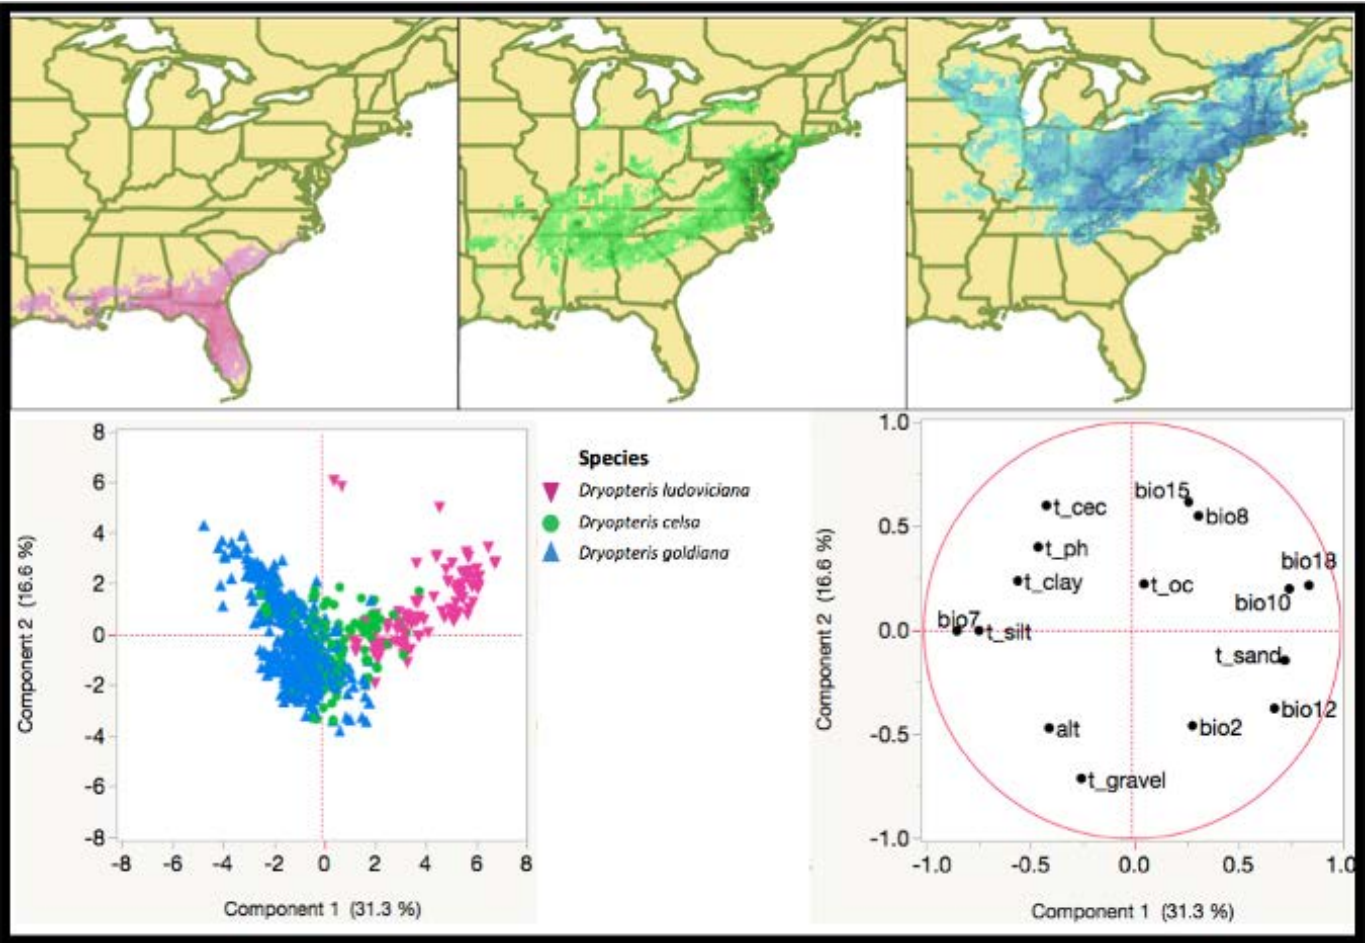 8
6
4
2
0
-2
-4
-6
-8
Component 2 (16.6 %)
-8 -6 -4 -2 0 2 4 6 8
Component 1 (31.3 %)
Species
Dryopteris ludoviciana
Dryopteris celsa
Dryopteris goldiana
1.0
0.5
0.0
-0.5
-1.0
Component 2 (16.6 %)
bio15
t_cec
bio8
t_ph
bio18
t_clay
t_oc
bio10
bio7
t_silt
t_sand
bio12
alt
bio2
t_gravel
-1.0 -0.5 0.0 0.5 1.0
Component 1 (31.3 %)